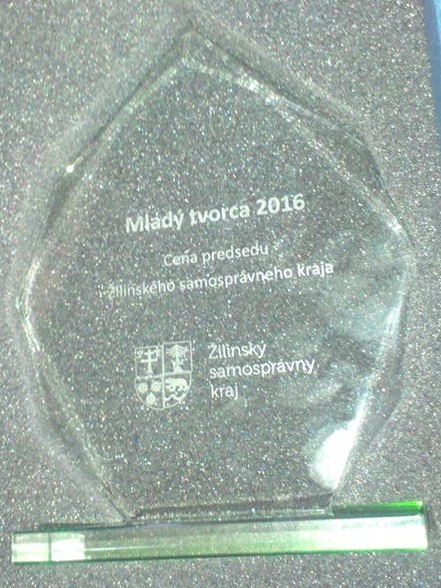 Mladý tvorca 2016
Cena predsedu
Žilinského samosprávneho kraja
Žilinský
samosprávny
kraj